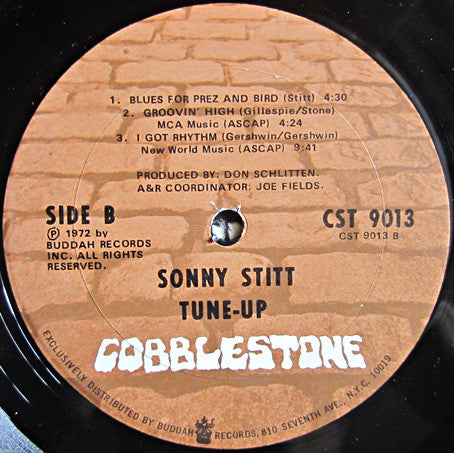 1. BLUES FOR PREZ AND BIRD (Stitt) 4:30
2. GROOVIN' HIGH (Gillespie/Stone)
MCA Music (ASCAP) 4:24
3. I GOT RHYTHM (Gershwin/Gershwin)
New World Music (ASCAP) 9:41
PRODUCED BY: DON SCHLITTEN.
A&R COORDINATOR: JOE FIELDS.
SIDE B
℗ 1972 by
BUDDAH RECORDS
INC. ALL RIGHTS
RESERVED.
CST 9013
CST 9013 B
SONNY STITT
TUNE-UP
COBBLESTONE
EXCLUSIVELY DISTRIBUTED BY BUDDAH RECORDS, 810 SEVENTH AVE., N.Y.C. 10019